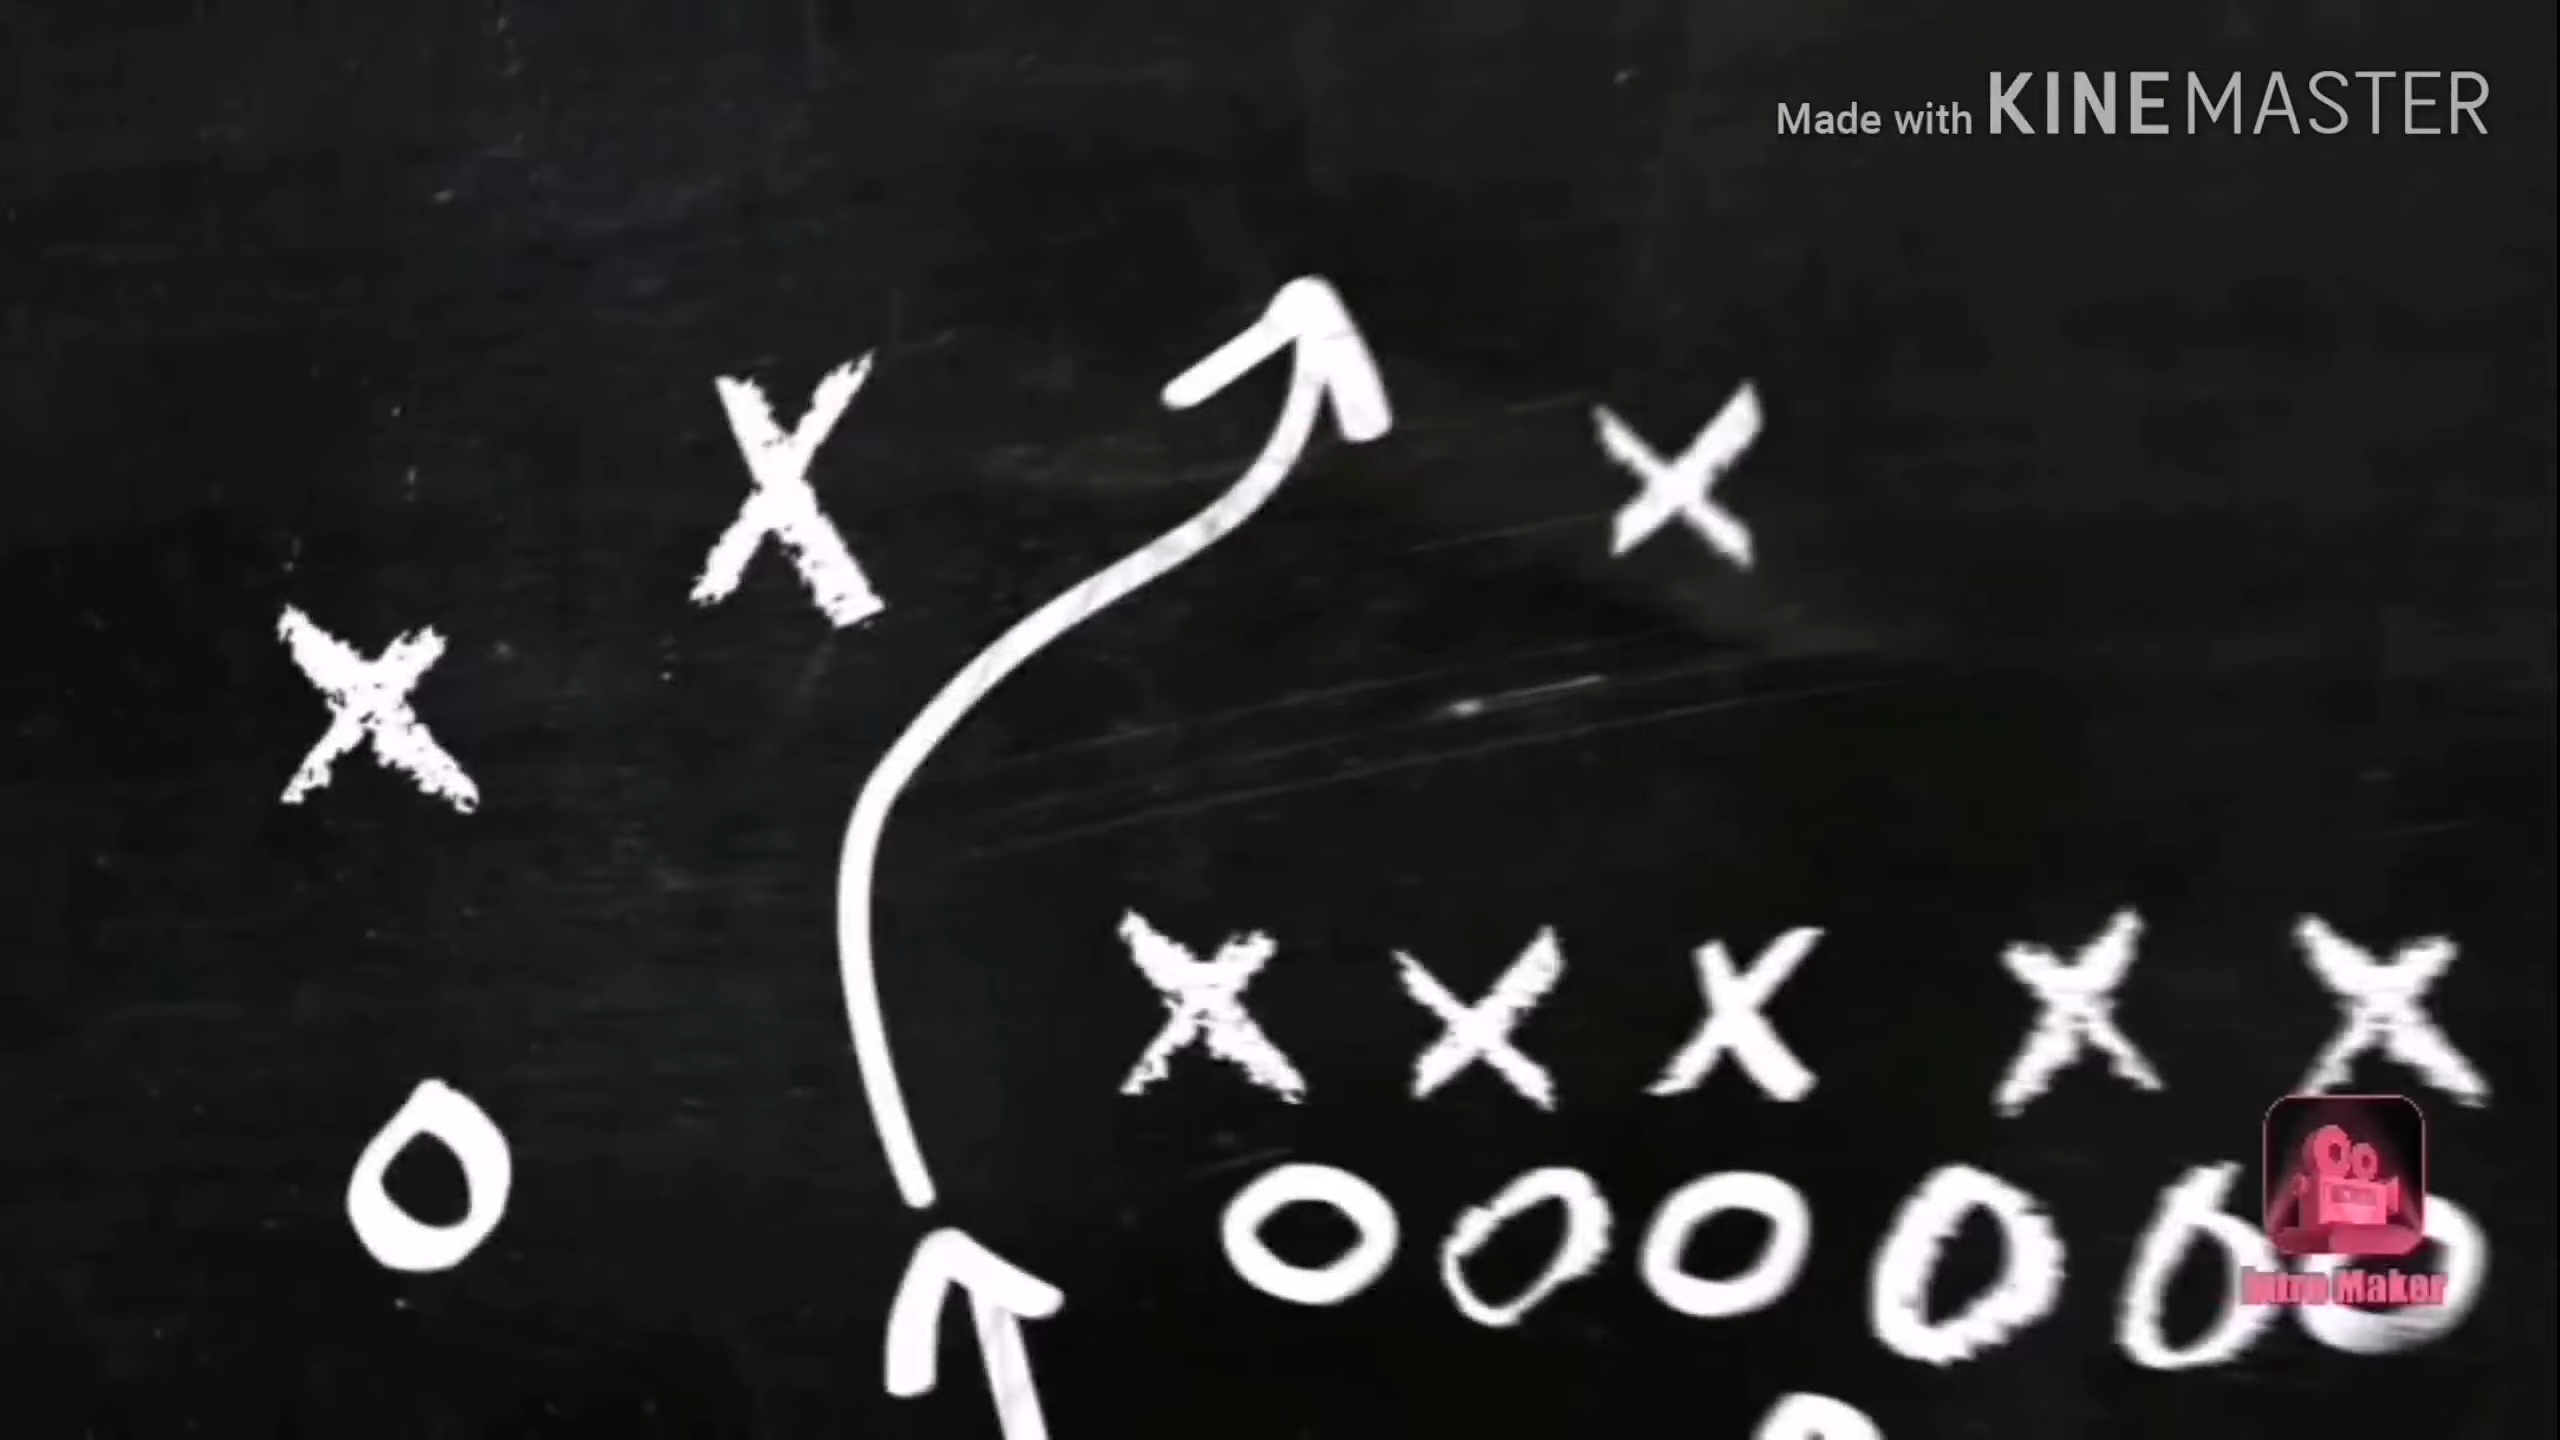 Made with KINEMASTER
X X
X
X X X X X
O
O O O O O O
Intro Maker